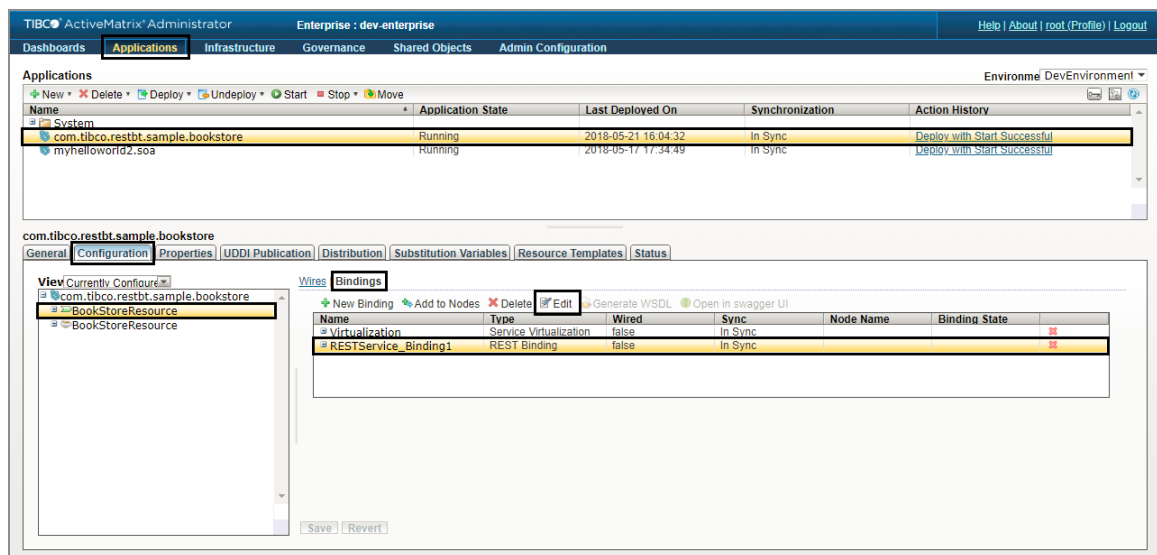 TIBCO ActiveMatrix Administrator Enterprise : dev-enterprise Help | About | root (Profile) | Logout
Dashboards Applications Infrastructure Governance Shared Objects Admin Configuration
Applications Environme DevEnvironment
New Delete Deploy Undeploy Start Stop Move
Name Application State Last Deployed On Synchronization Action History
System
com.tibco.restbt.sample.bookstore Running 2018-05-21 16:04:32 In Sync Deploy with Start Successful
myhelloworld2.soa Running 2018-05-17 17:34:49 In Sync Deploy with Start Successful
com.tibco.restbt.sample.bookstore
General Configuration Properties UDDI Publication Distribution Substitution Variables Resource Templates Status
View Currently Configure Wires Bindings
com.tibco.restbt.sample.bookstore
New Binding Add to Nodes Delete Edit Generate WSDL Open in swagger UI
BookStoreResource
Name Type Wired Sync Node Name Binding State
BookStoreResource
Virtualization Service Virtualization false In Sync
RESTService_Binding1 REST Binding false In Sync
Save Revert